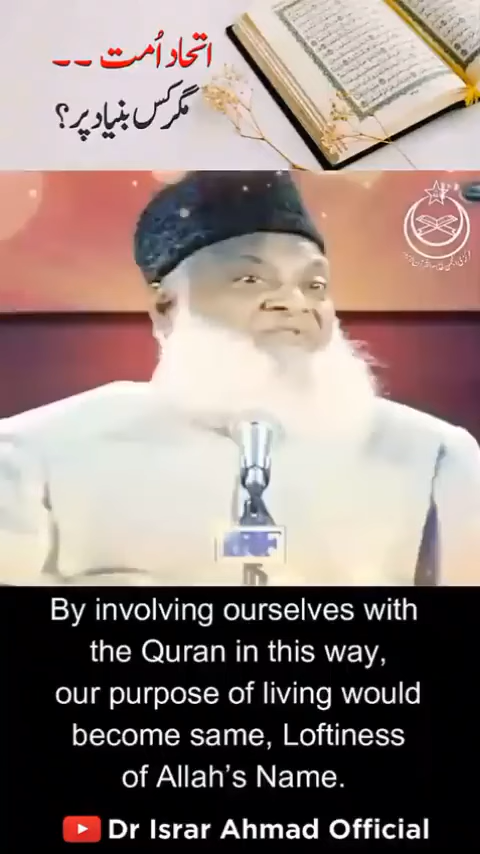 اتحادِ اُمت ۔۔
مگر کس بنیاد پر؟
By involving ourselves with
the Quran in this way,
our purpose of living would
become same, Loftiness
of Allah's Name.
Dr Israr Ahmad Official